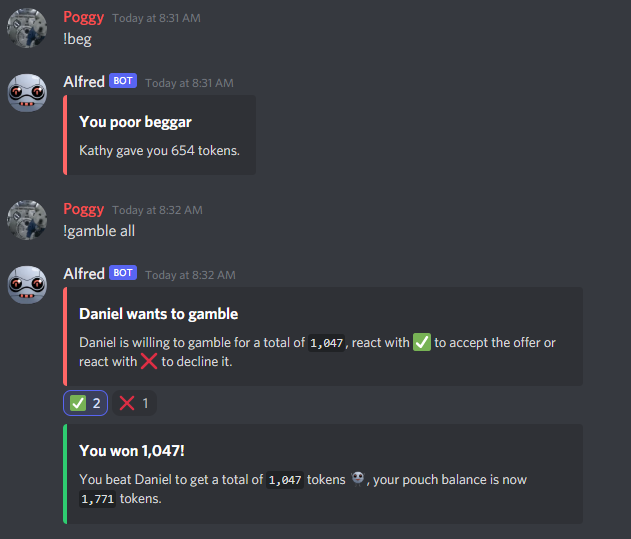 Poggy Today at 8:31 AM
!beg
Alfred BOT Today at 8:31 AM
You poor beggar
Kathy gave you 654 tokens.
Poggy Today at 8:32 AM
!gamble all
Alfred BOT Today at 8:32 AM
Daniel wants to gamble
Daniel is willing to gamble for a total of 1,047, react with ✅ to accept the offer or
react with ❌ to decline it.
✅ 2 ❌ 1
You won 1,047!
You beat Daniel to get a total of 1,047 tokens , your pouch balance is now
1,771 tokens.